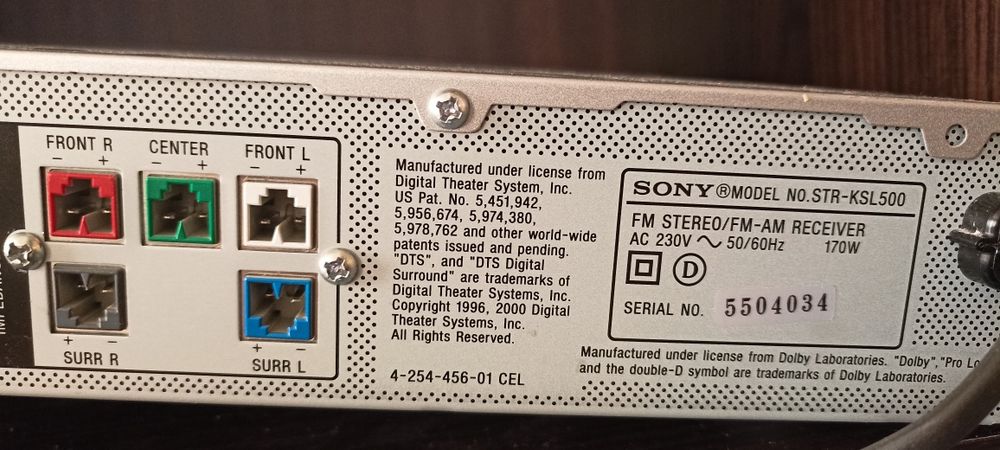 FRONT R CENTER FRONT L
− + − + − +
+ − + −
SURR R SURR L
Manufactured under license from
Digital Theater System, Inc.
US Pat. No. 5,451,942,
5,956,674, 5,974,380,
5,978,762 and other world-wide
patents issued and pending.
"DTS", and "DTS Digital
Surround" are trademarks of
Digital Theater Systems, Inc.
Copyright 1996, 2000 Digital
Theater Systems, Inc.
All Rights Reserved.
4-254-456-01 CEL
SONY®MODEL NO.STR-KSL500
FM STEREO/FM-AM RECEIVER
AC 230V ~ 50/60Hz 170W
D
SERIAL NO. 5504034
Manufactured under license from Dolby Laboratories. "Dolby","Pro
and the double-D symbol are trademarks of Dolby Laboratories.